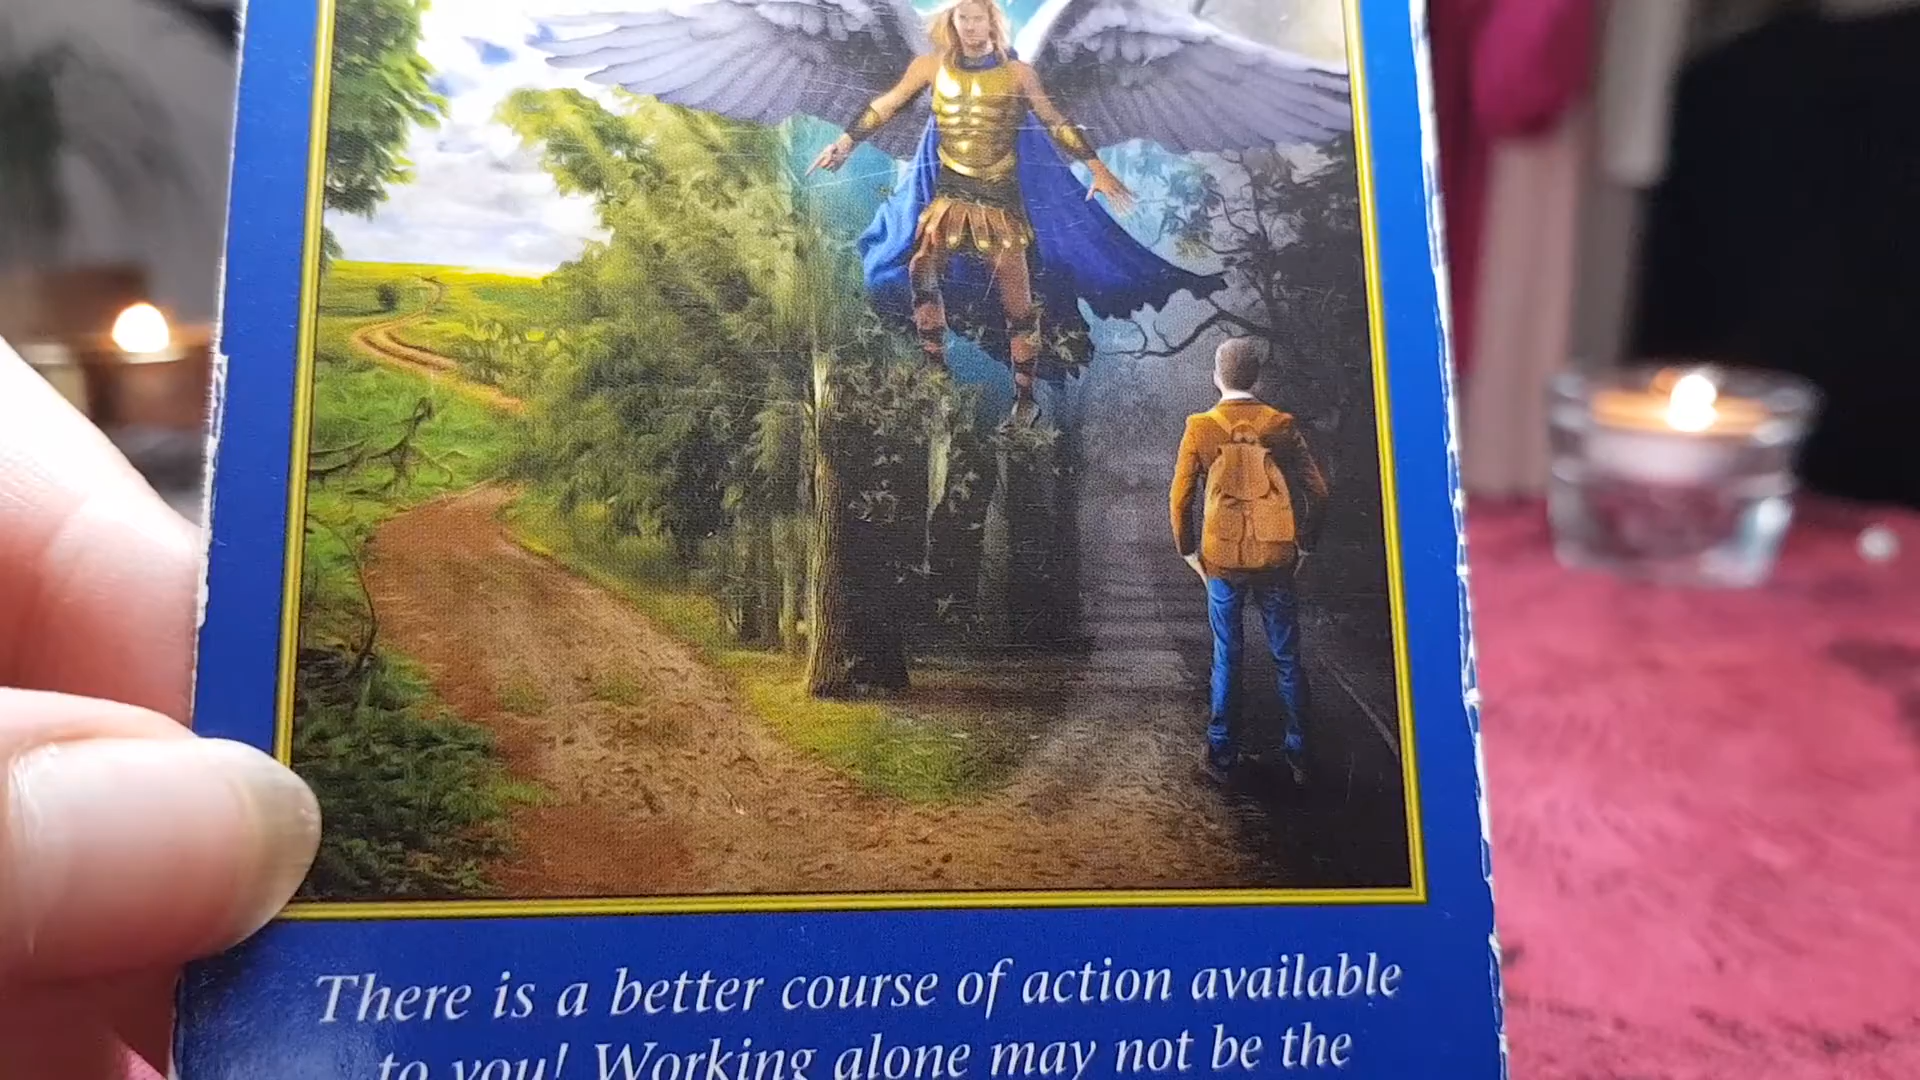 There is a better course of action available
to you! Working alone may not be the